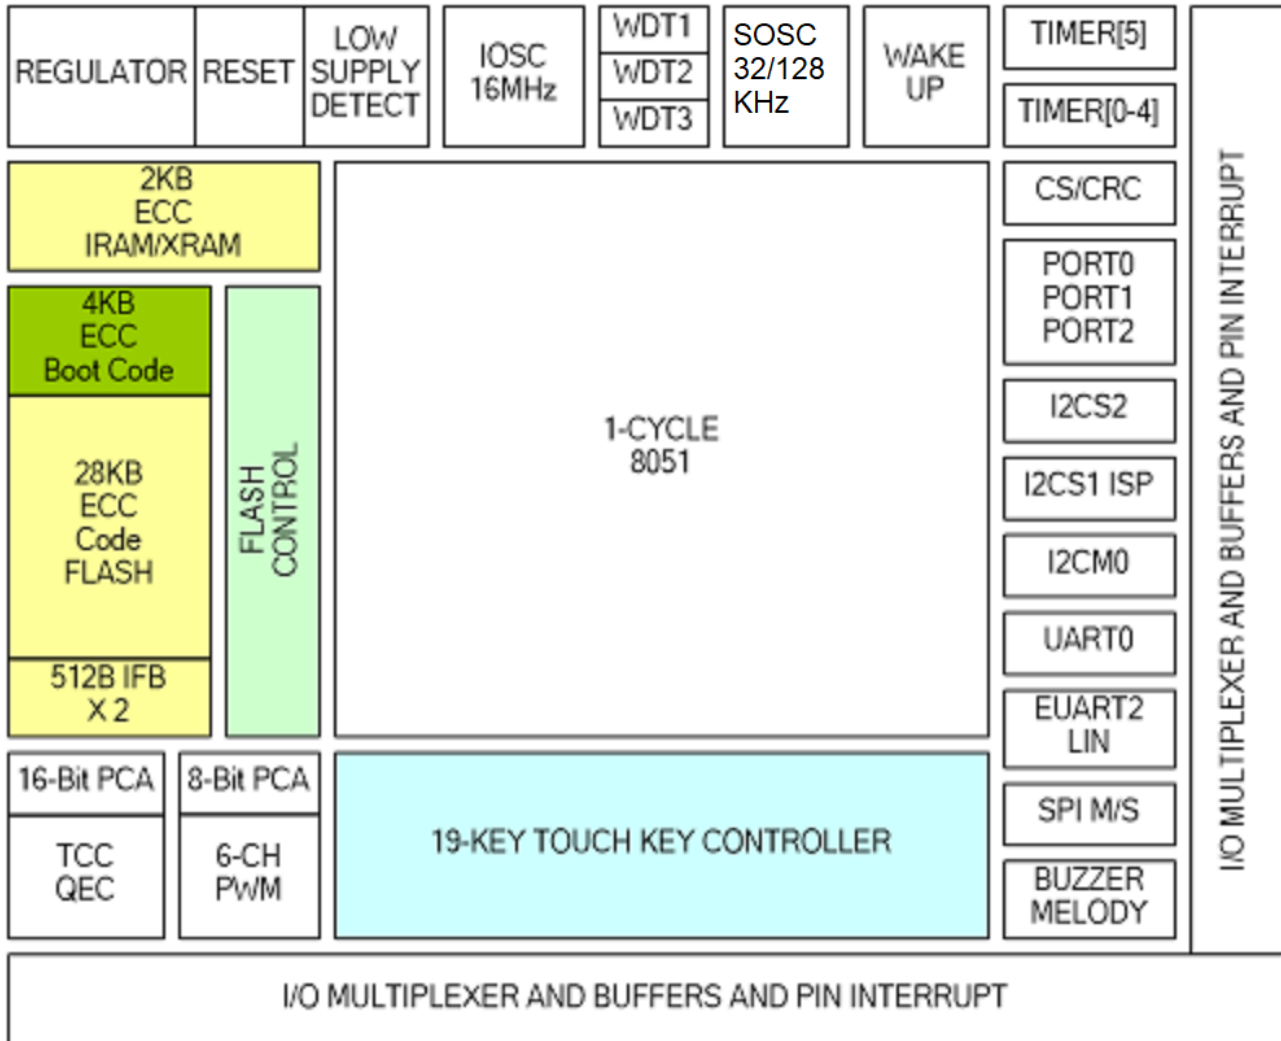 REGULATOR
RESET
LOW
SUPPLY
DETECT
IOSC
16MHz
WDT1
WDT2
WDT3
SOSC
32/128
KHz
WAKE
UP
TIMER[5]
TIMER[0-4]
2KB
ECC
IRAM/XRAM
4KB
ECC
Boot Code
28KB
ECC
Code
FLASH
512B IFB
X 2
FLASH
CONTROL
1-CYCLE
8051
CS/CRC
PORT0
PORT1
PORT2
I2CS2
I2CS1 ISP
I2CM0
UART0
EUART2
LIN
SPI M/S
BUZZER
MELODY
16-Bit PCA
TCC
QEC
8-Bit PCA
6-CH
PWM
19-KEY TOUCH KEY CONTROLLER
I/O MULTIPLEXER AND BUFFERS AND PIN INTERRUPT
I/O MULTIPLEXER AND BUFFERS AND PIN INTERRUPT